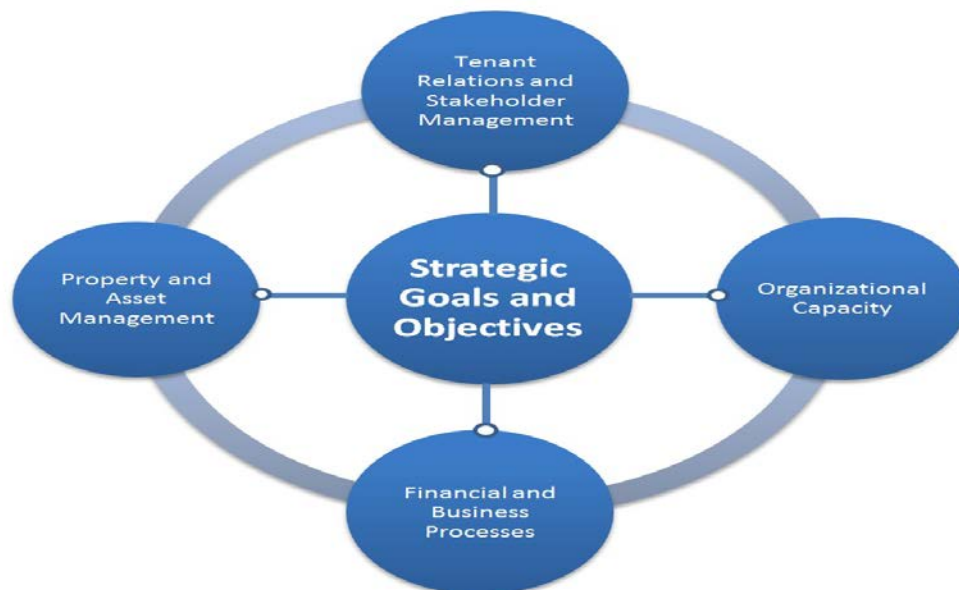 Tenant
Relations and
Stakeholder
Management
Property and
Asset
Management
Strategic
Goals and
Objectives
Organizational
Capacity
Financial and
Business
Processes